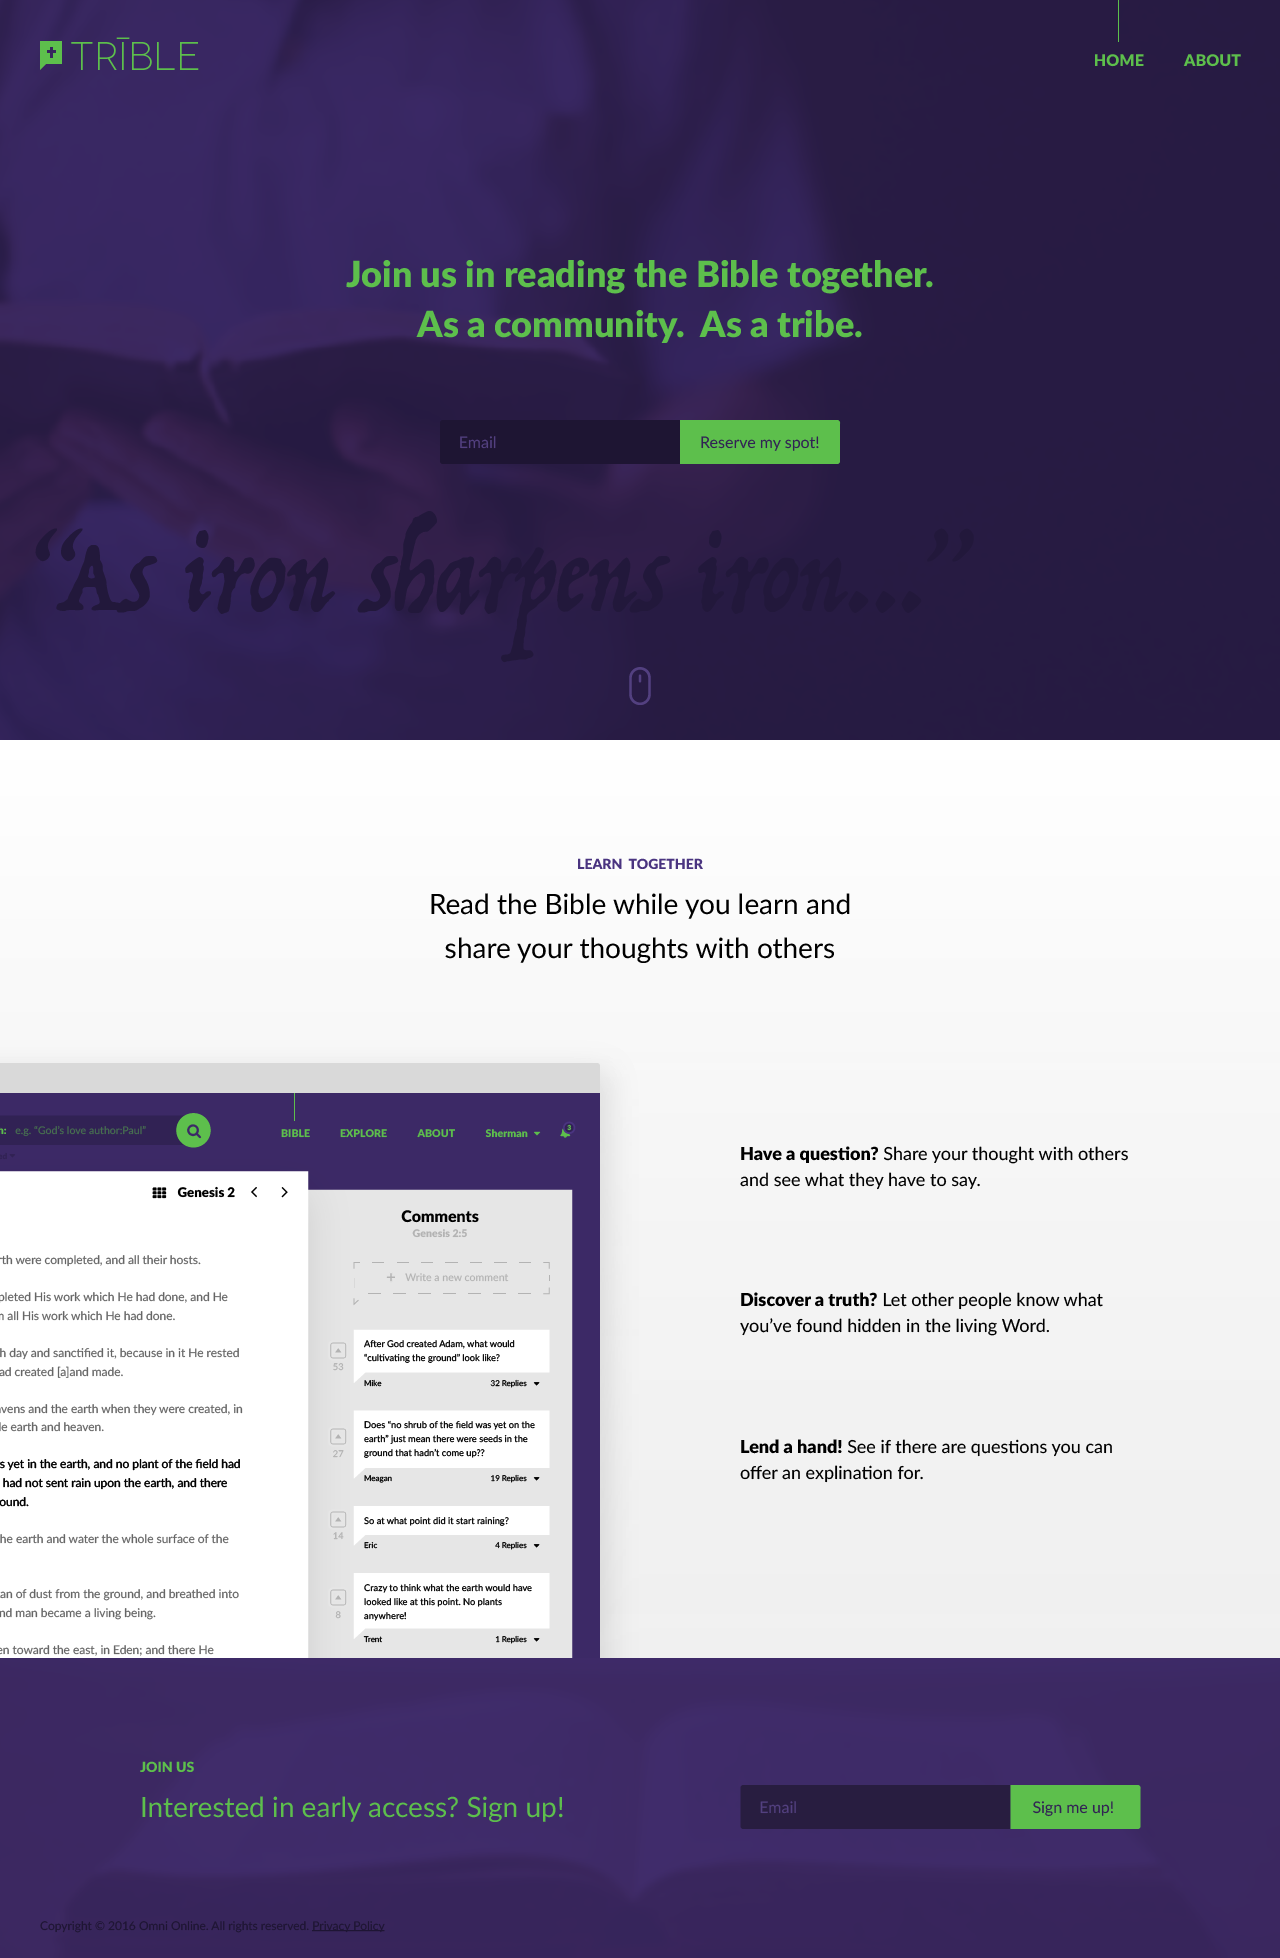 TRĪBLE
HOME ABOUT
Join us in reading the Bible together.
As a community. As a tribe.
Email Reserve my spot!
“As iron sharpens iron...”
LEARN TOGETHER
Read the Bible while you learn and
share your thoughts with others
e.g. “God’s love author:Paul”
BIBLE EXPLORE ABOUT Sherman 3
Genesis 2
were completed, and all their hosts.
His work which He had done, and He
all His work which He had done.
day and sanctified it, because in it He rested
created [a]and made.
and the earth when they were created, in
earth and heaven.
yet in the earth, and no plant of the field had
had not sent rain upon the earth, and there
the earth and water the whole surface of the
of dust from the ground, and breathed into
man became a living being.
toward the east, in Eden; and there He
Comments
Genesis 2:5
+ Write a new comment
After God created Adam, what would
“cultivating the ground” look like?
53
Mike 32 Replies
Does “no shrub of the field was yet on the
earth” just mean there were seeds in the
ground that hadn’t come up??
27
Meagan 19 Replies
So at what point did it start raining?
14
Eric 4 Replies
Crazy to think what the earth would have
looked like at this point. No plants
anywhere!
8
Trent 1 Replies
Have a question? Share your thought with others
and see what they have to say.
Discover a truth? Let other people know what
you’ve found hidden in the living Word.
Lend a hand! See if there are questions you can
offer an explination for.
JOIN US
Interested in early access? Sign up!
Email Sign me up!
Copyright © 2016 Omni Online. All rights reserved. Privacy Policy